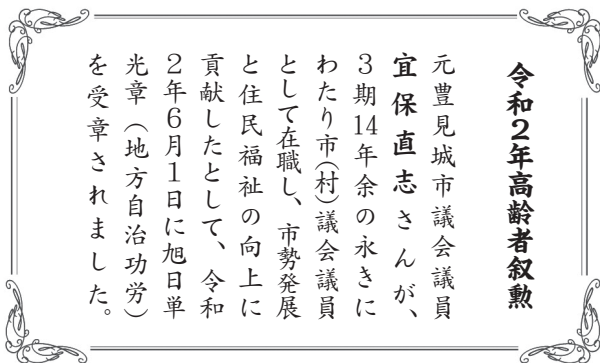 令和2年高齢者叙勲
元豊見城市議会議員
宜保直志さんが、
3期14年余の永きに
わたり市(村)議会議員
として在職し、市勢発展
と住民福祉の向上に
貢献したとして、令和
2年6月1日に旭日単
光章(地方自治功労)
を受章されました。